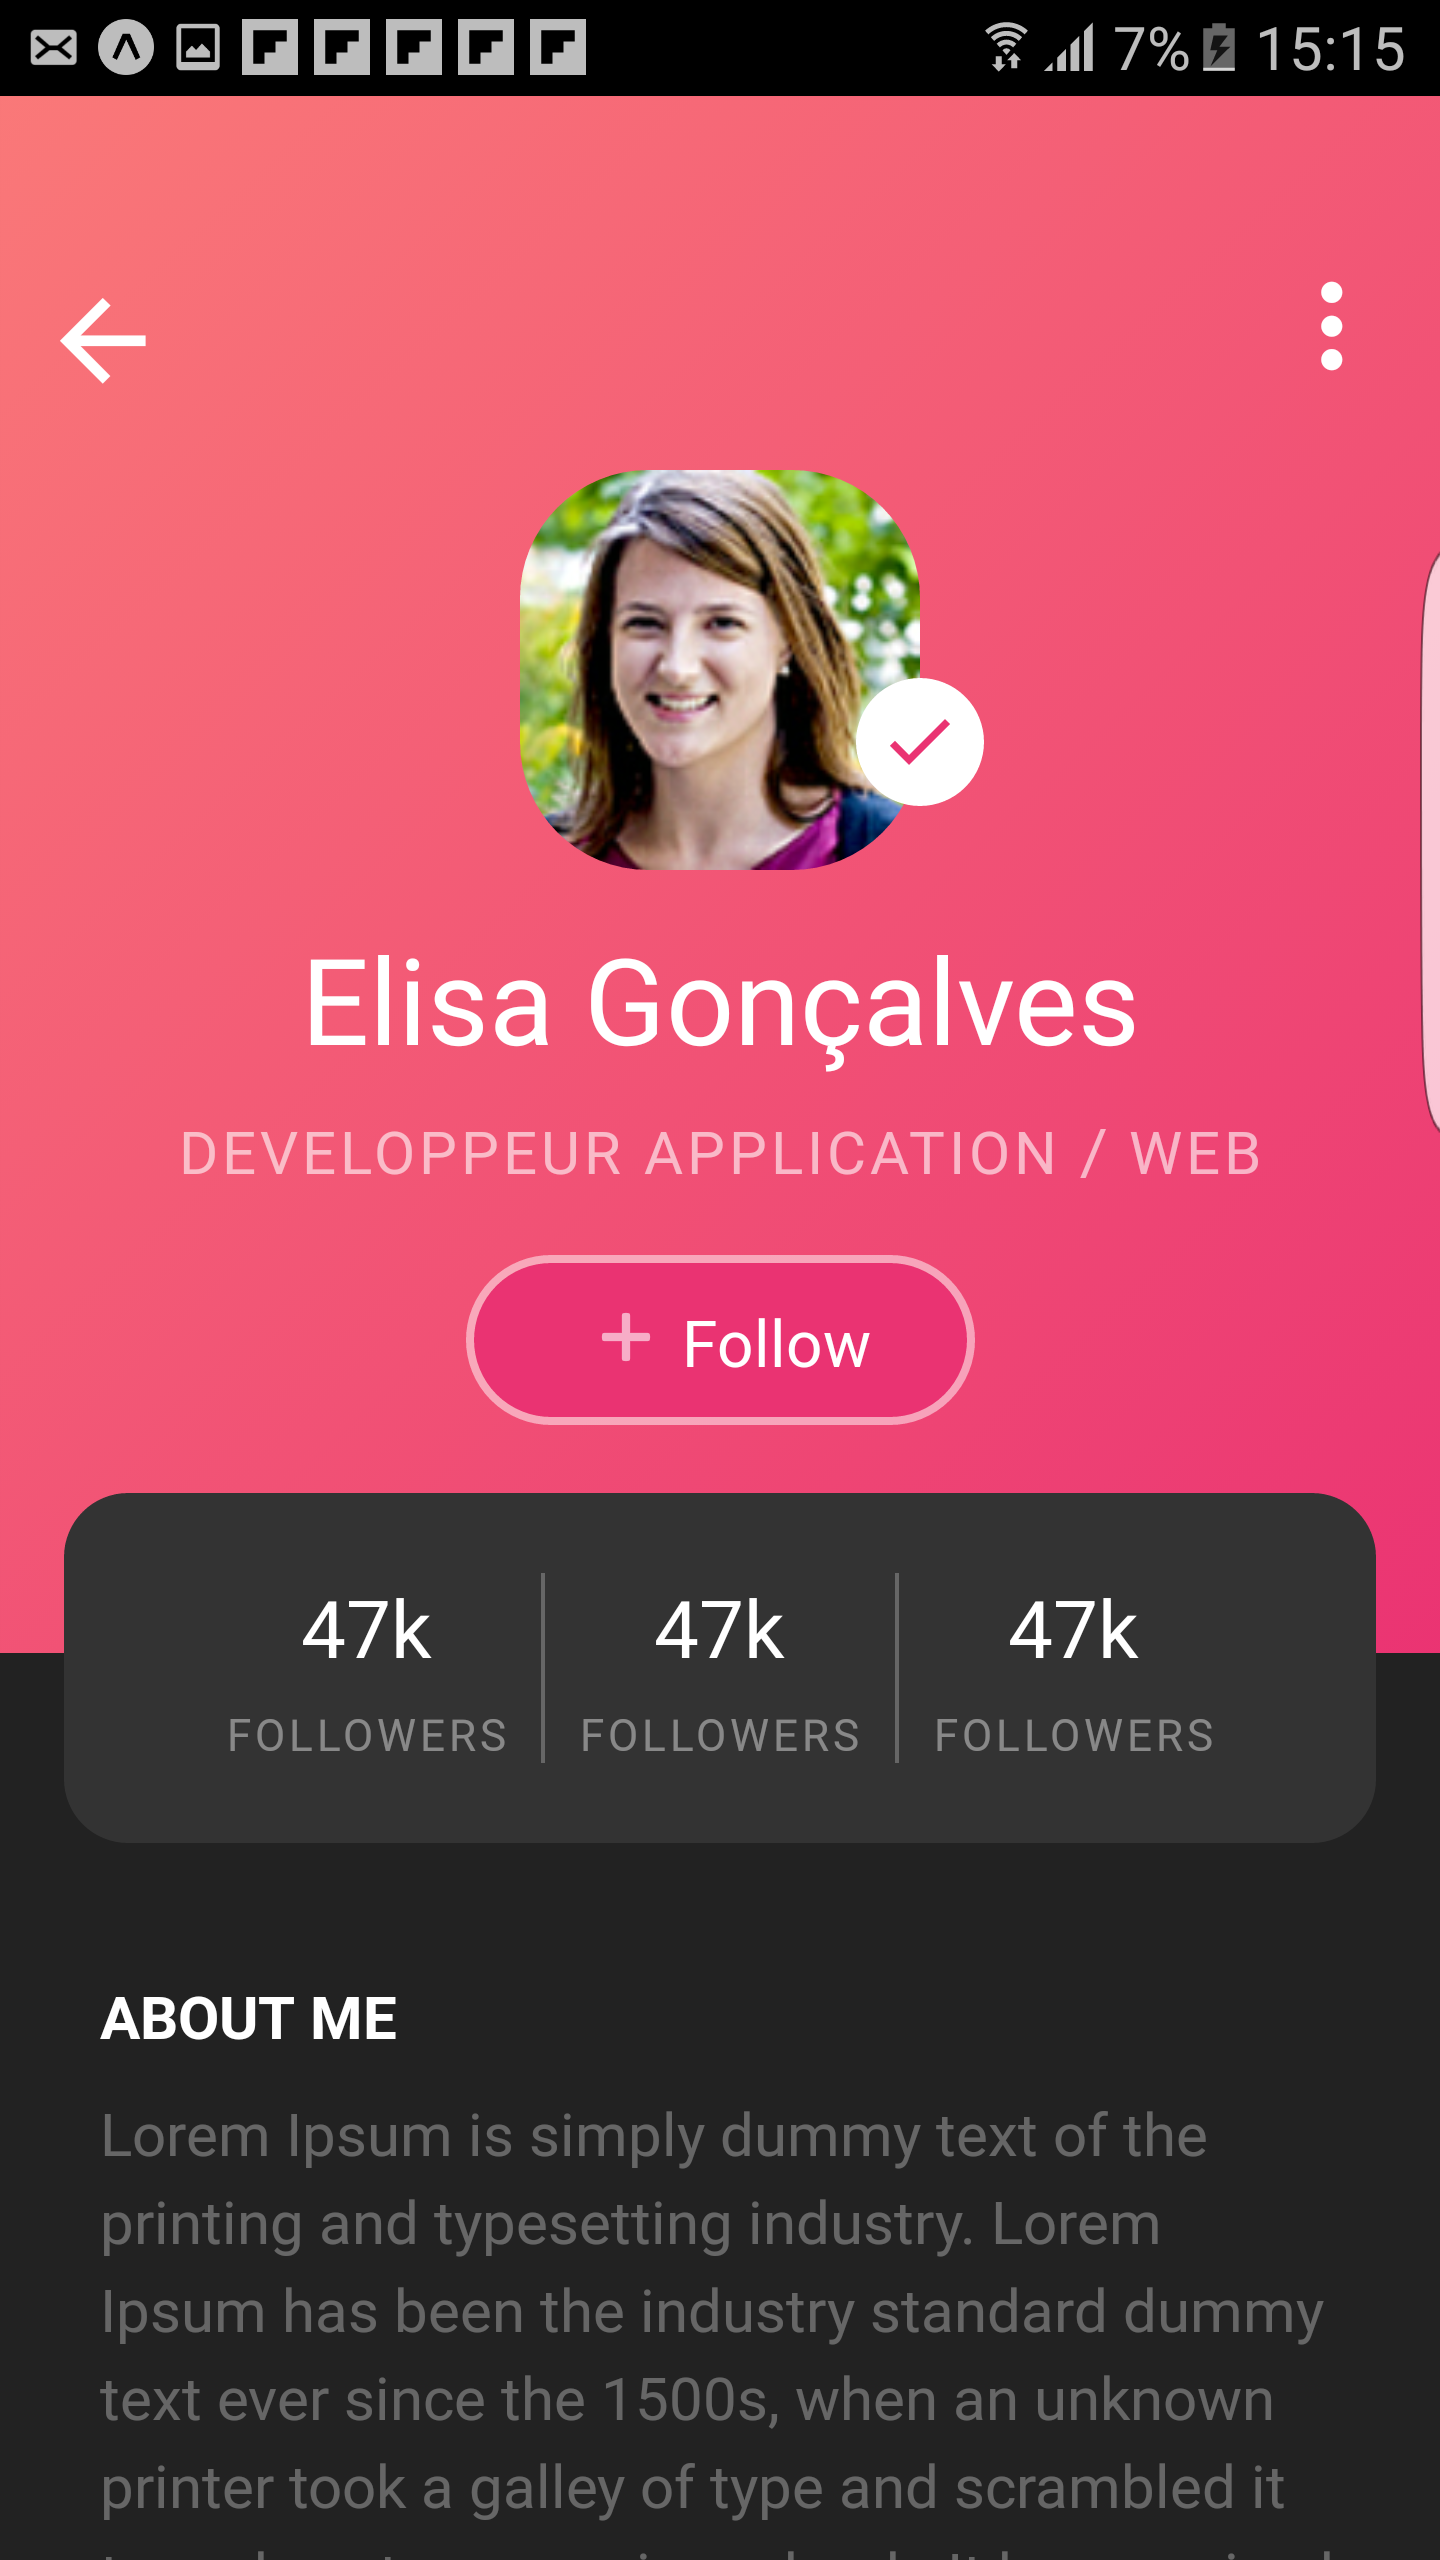 7% 15:15
Elisa Gonçalves
DEVELOPPEUR APPLICATION / WEB
+ Follow
47k 47k 47k
FOLLOWERS FOLLOWERS FOLLOWERS
ABOUT ME
Lorem Ipsum is simply dummy text of the
printing and typesetting industry. Lorem
Ipsum has been the industry standard dummy
text ever since the 1500s, when an unknown
printer took a galley of type and scrambled it